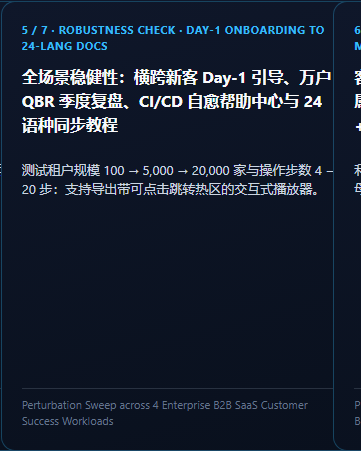 5 / 7 · ROBUSTNESS CHECK · DAY-1 ONBOARDING TO
24-LANG DOCS
全场景稳健性：横跨新客 Day-1 引导、万户
QBR 季度复盘、CI/CD 自愈帮助中心与 24
语种同步教程
测试租户规模 100 → 5,000 → 20,000 家与操作步数 4 –
20 步：支持导出带可点击跳转热区的交互式播放器。
Perturbation Sweep across 4 Enterprise B2B SaaS Customer
Success Workloads